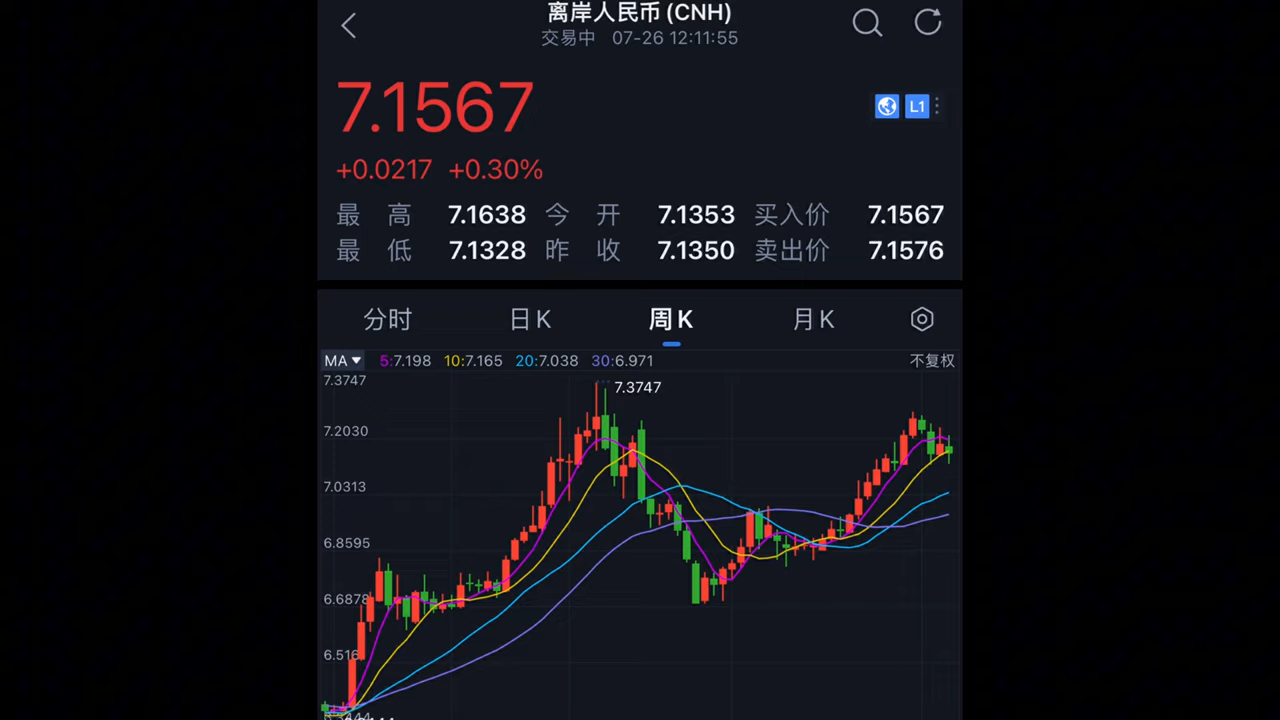 离岸人民币 (CNH)
交易中 07-26 12:11:55
7.1567
L1
+0.0217 +0.30%
最高 7.1638 今开 7.1353 买入价 7.1567
最低 7.1328 昨收 7.1350 卖出价 7.1576
分时 日K 周K 月K
MA 5:7.198 10:7.165 20:7.038 30:6.971 不复权
7.3747
7.3747
7.2030
7.0313
6.8595
6.6878
6.516